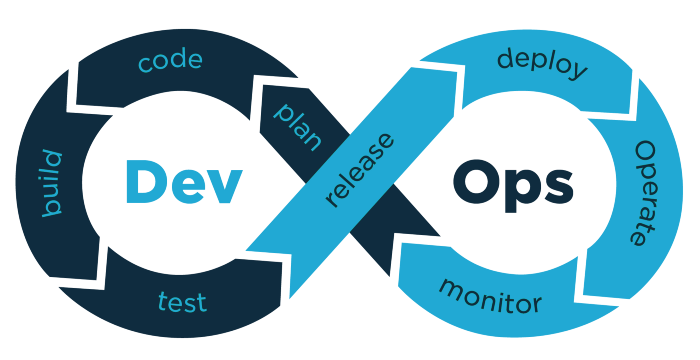 code
deploy
plan
release
build
Dev
Ops
Operate
test
monitor